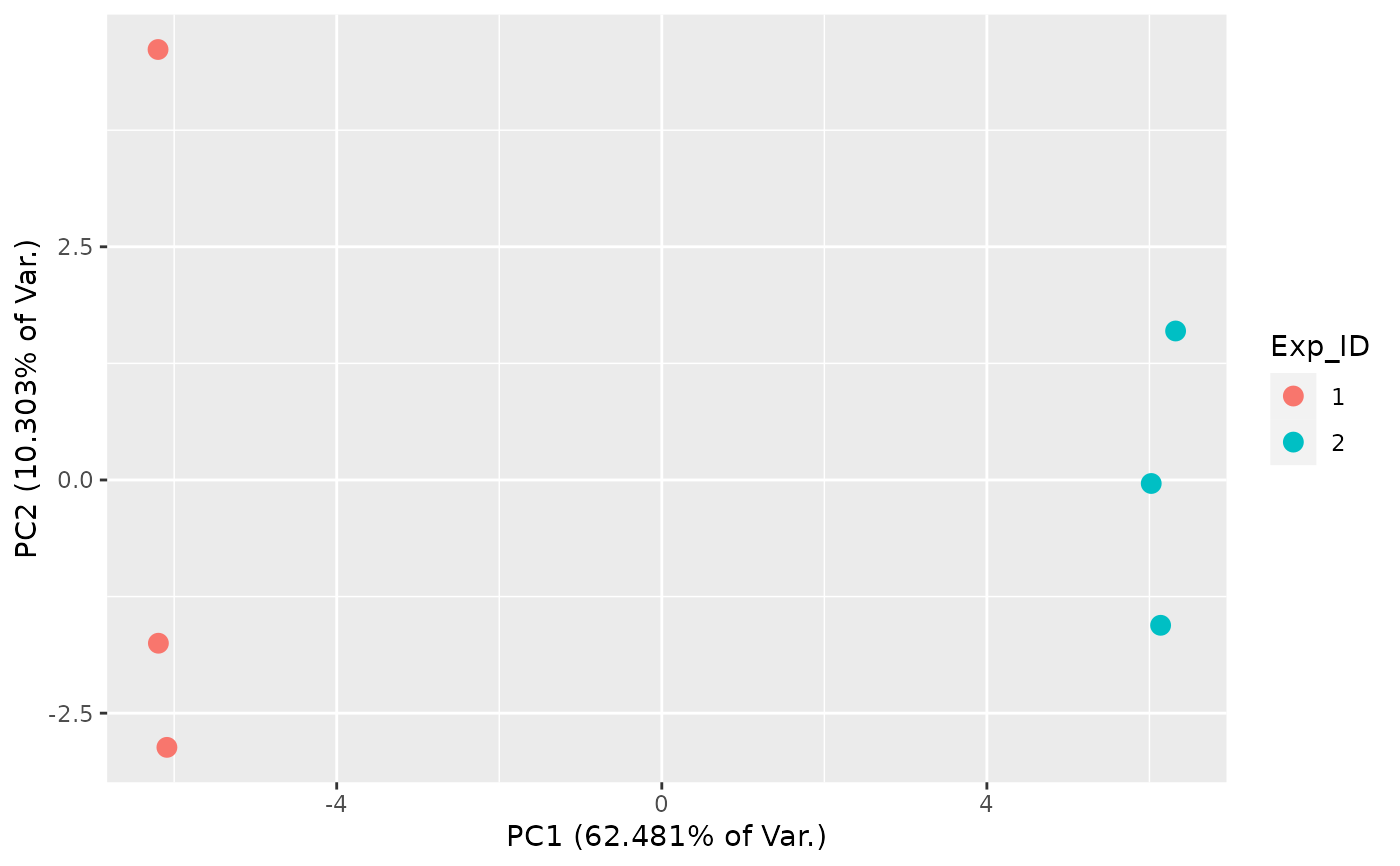 2.5
0.0
-2.5
PC2 (10.303% of Var.)
-4
0
4
PC1 (62.481% of Var.)
Exp_ID
1
2